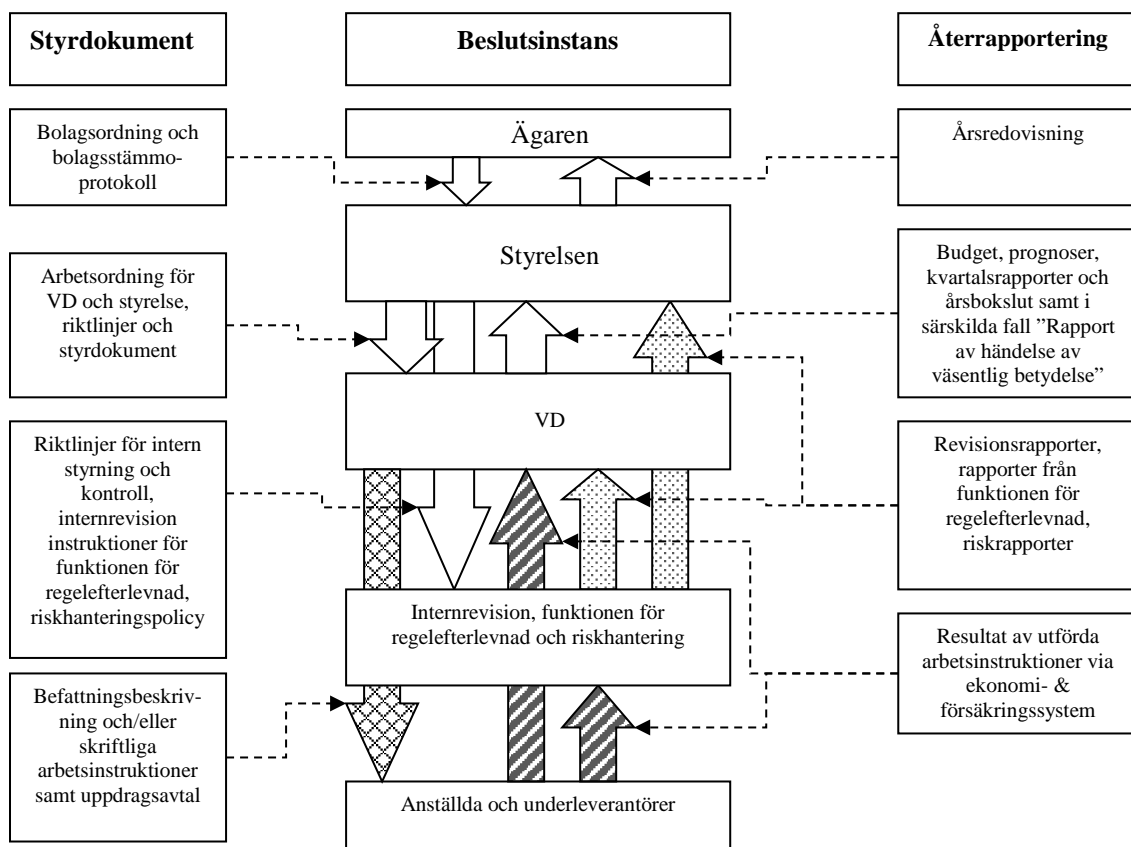 Styrdokument
Beslutsinstans
Återrapportering
Bolagsordning och
bolagsstämmo-
protokoll
Ägaren
Årsredovisning
Styrelsen
Arbetsordning för
VD och styrelse,
riktlinjer och
styrdokument
Budget, prognoser,
kvartalsrapporter och
årsbokslut samt i
särskilda fall ”Rapport
av händelse av
väsentlig betydelse”
VD
Riktlinjer för intern
styrning och
kontroll,
internrevision
instruktioner för
funktionen för
regelefterlevnad,
riskhanteringspolicy
Revisionsrapporter,
rapporter från
funktionen för
regelefterlevnad,
riskrapporter
Internrevision, funktionen för
regelefterlevnad och riskhantering
Resultat av utförda
arbetsinstruktioner via
ekonomi- &
försäkringssystem
Befattningsbeskriv-
ning och/eller
skriftliga
arbetsinstruktioner
samt uppdragsavtal
Anställda och underleverantörer